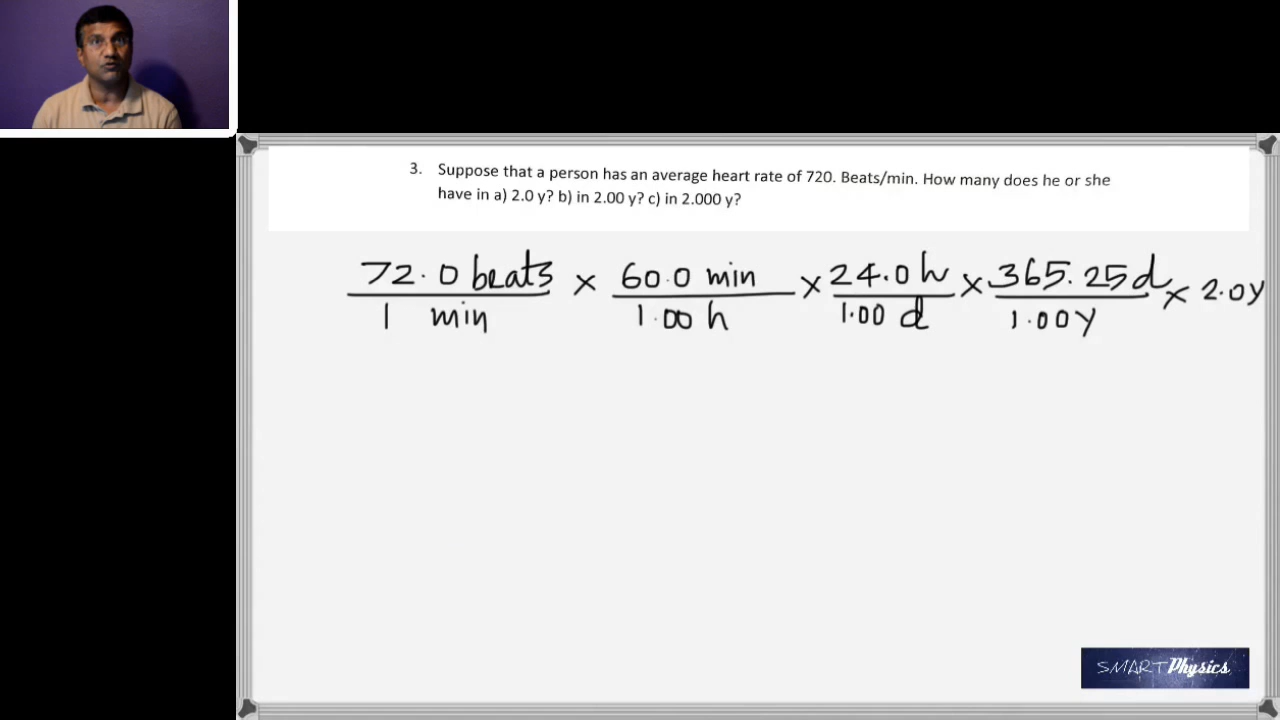 3. Suppose that a person has an average heart rate of 720. Beats/min. How many does he or she
have in a) 2.0 y? b) in 2.00 y? c) in 2.000 y?
72.0 beats × 60.0 min × 24.0 h × 365.25 d × 2.0y
1 min 1.00 h 1.00 d 1.00 y
SMART Physics